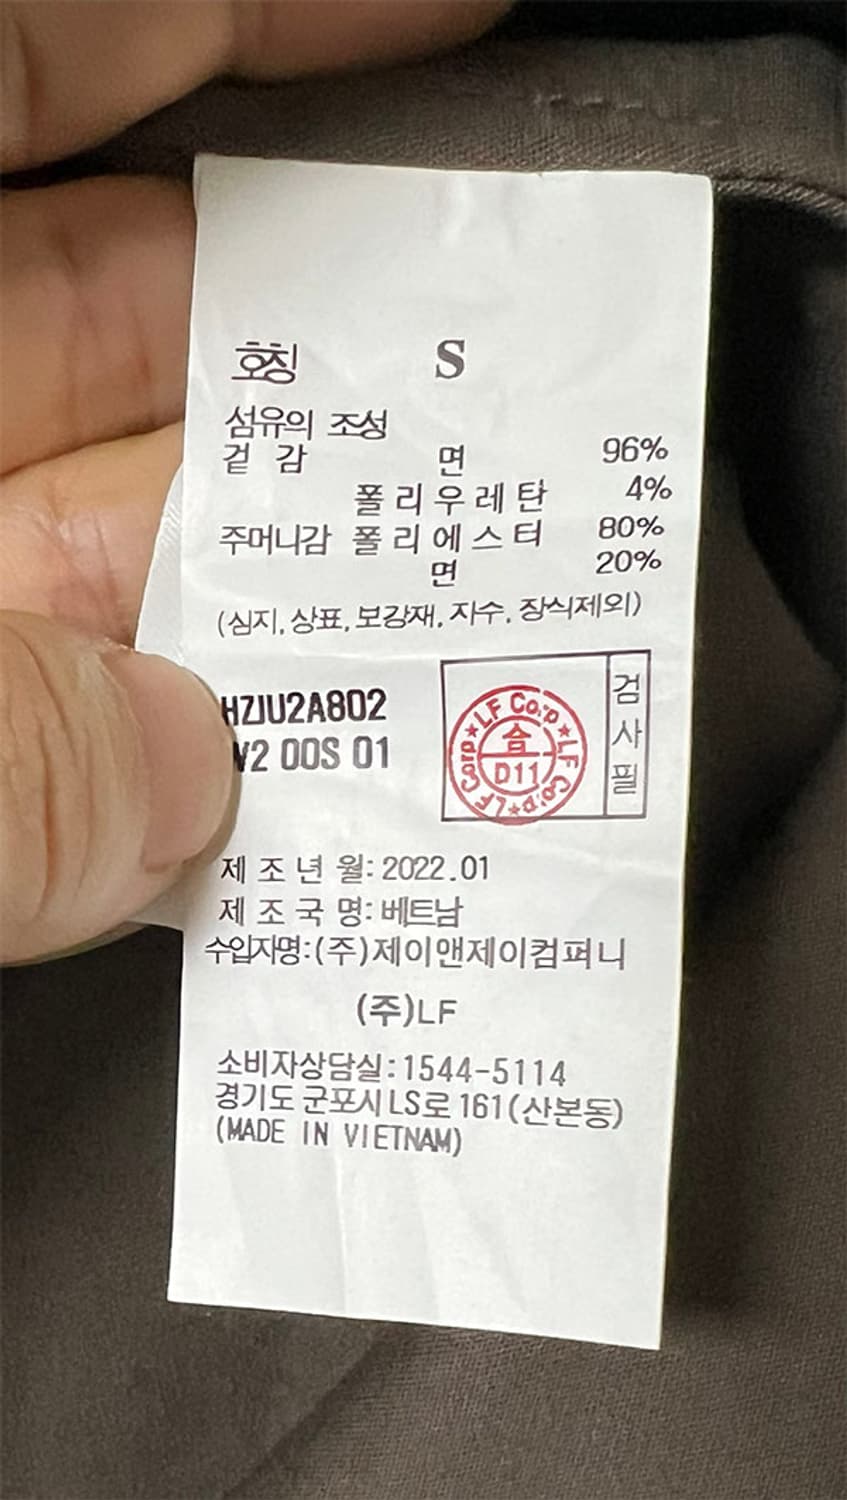 호칭 S
섬유의 조성
겉 감 면 96%
폴 리 우 레 탄 4%
주머니감 폴 리 에 스 터 80%
면 20%
(심지, 상표, 보강재, 자수, 장식제외)
HZJU2A802
W2 00S 01
LF Corp★LF Corp★LF Corp★
合
D11
검사필
제 조 년 월: 2022.01
제 조 국 명: 베트남
수입자명:(주)제이앤제이컴퍼니
(주)LF
소비자상담실:1544-5114
경기도 군포시 LS로 161(산본동)
(MADE IN VIETNAM)